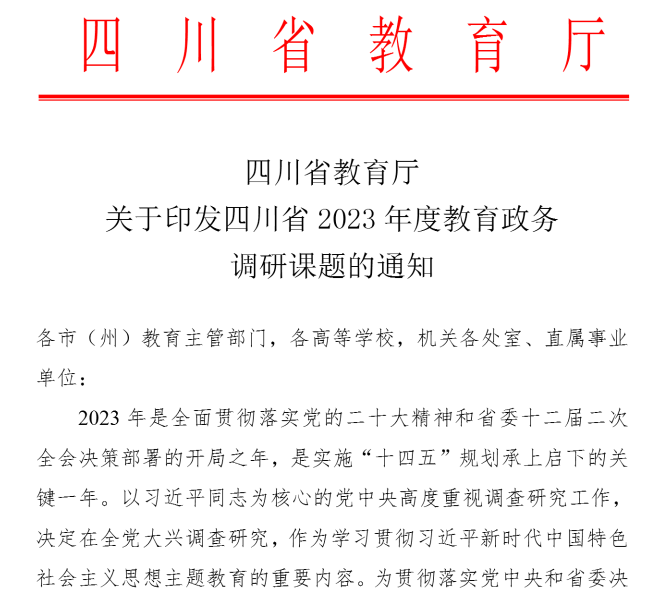 四川省教育厅
四川省教育厅
关于印发四川省 2023 年度教育政务
调研课题的通知
各市（州）教育主管部门，各高等学校，机关各处室、直属事业
单位：
2023 年是全面贯彻落实党的二十大精神和省委十二届二次
全会决策部署的开局之年，是实施“十四五”规划承上启下的关
键一年。以习近平同志为核心的党中央高度重视调查研究工作，
决定在全党大兴调查研究，作为学习贯彻习近平新时代中国特色
社会主义思想主题教育的重要内容。为贯彻落实党中央和省委决